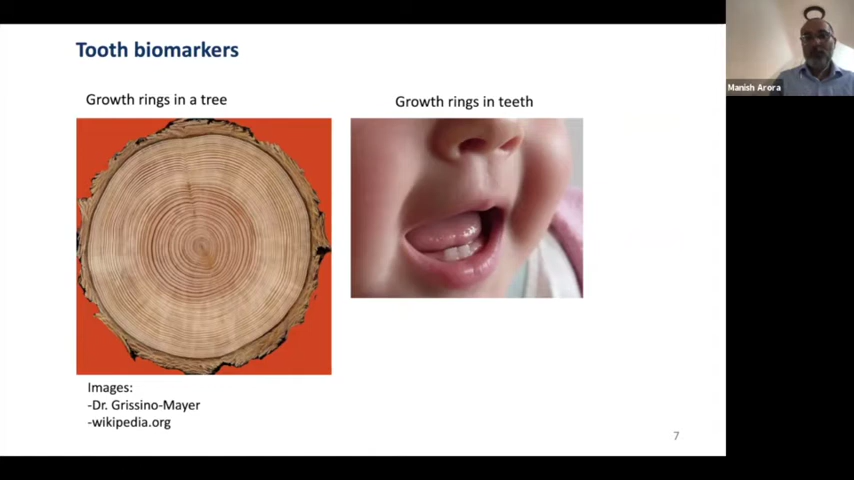 Tooth biomarkers
Growth rings in a tree
Growth rings in teeth
Images:
-Dr. Grissino-Mayer
-wikipedia.org
7
Manish Arora